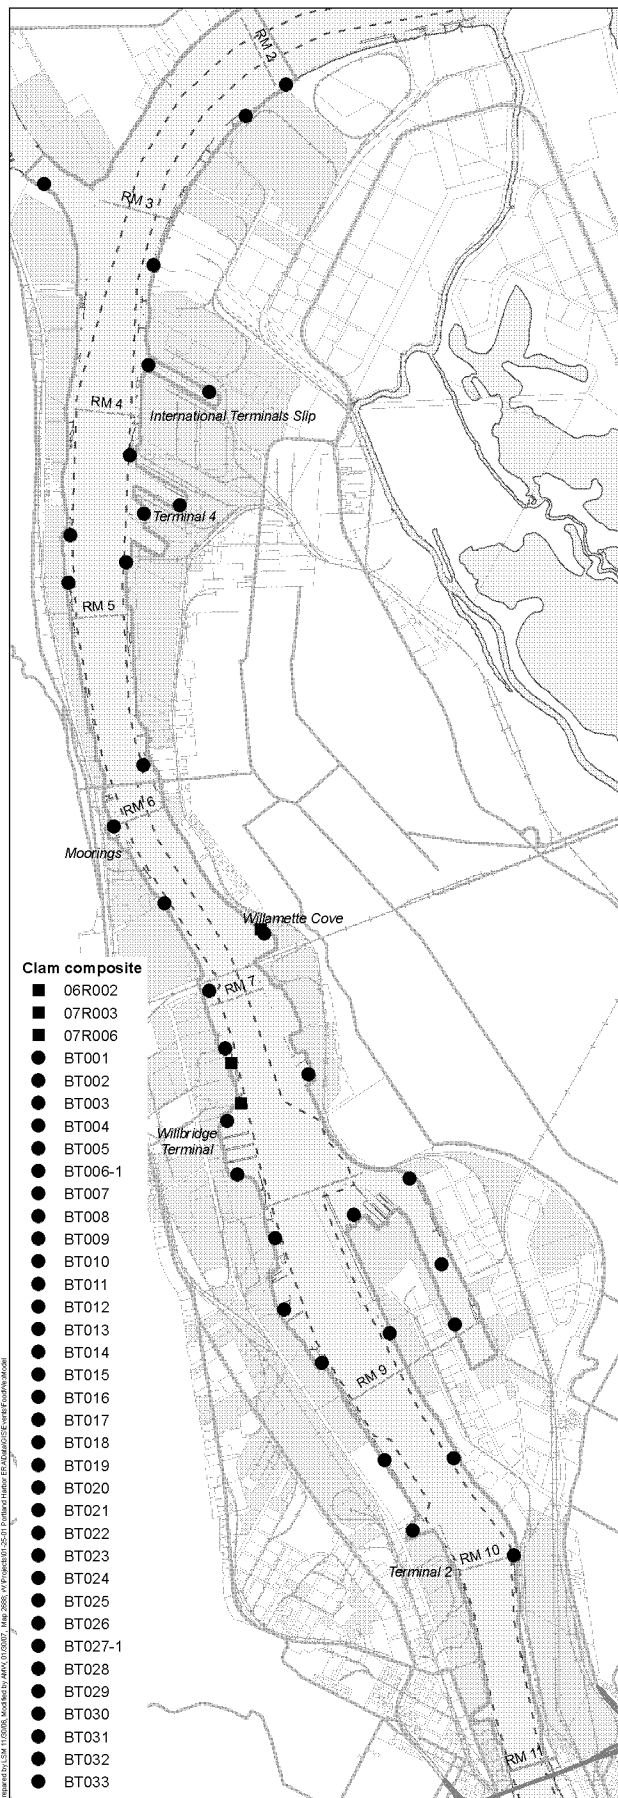 RM 2
RM 3
RM 4
International Terminals Slip
Terminal 4
RM 5
RM 6
Moorings
Willamette Cove
RM 7
Willbridge
Terminal
RM 9
RM 10
Terminal 2
RM 11
Clam composite
06R002
07R003
07R006
BT001
BT002
BT003
BT004
BT005
BT006-1
BT007
BT008
BT009
BT010
BT011
BT012
BT013
BT014
BT015
BT016
BT017
BT018
BT019
BT020
BT021
BT022
BT023
BT024
BT025
BT026
BT027-1
BT028
BT029
BT030
BT031
BT032
BT033